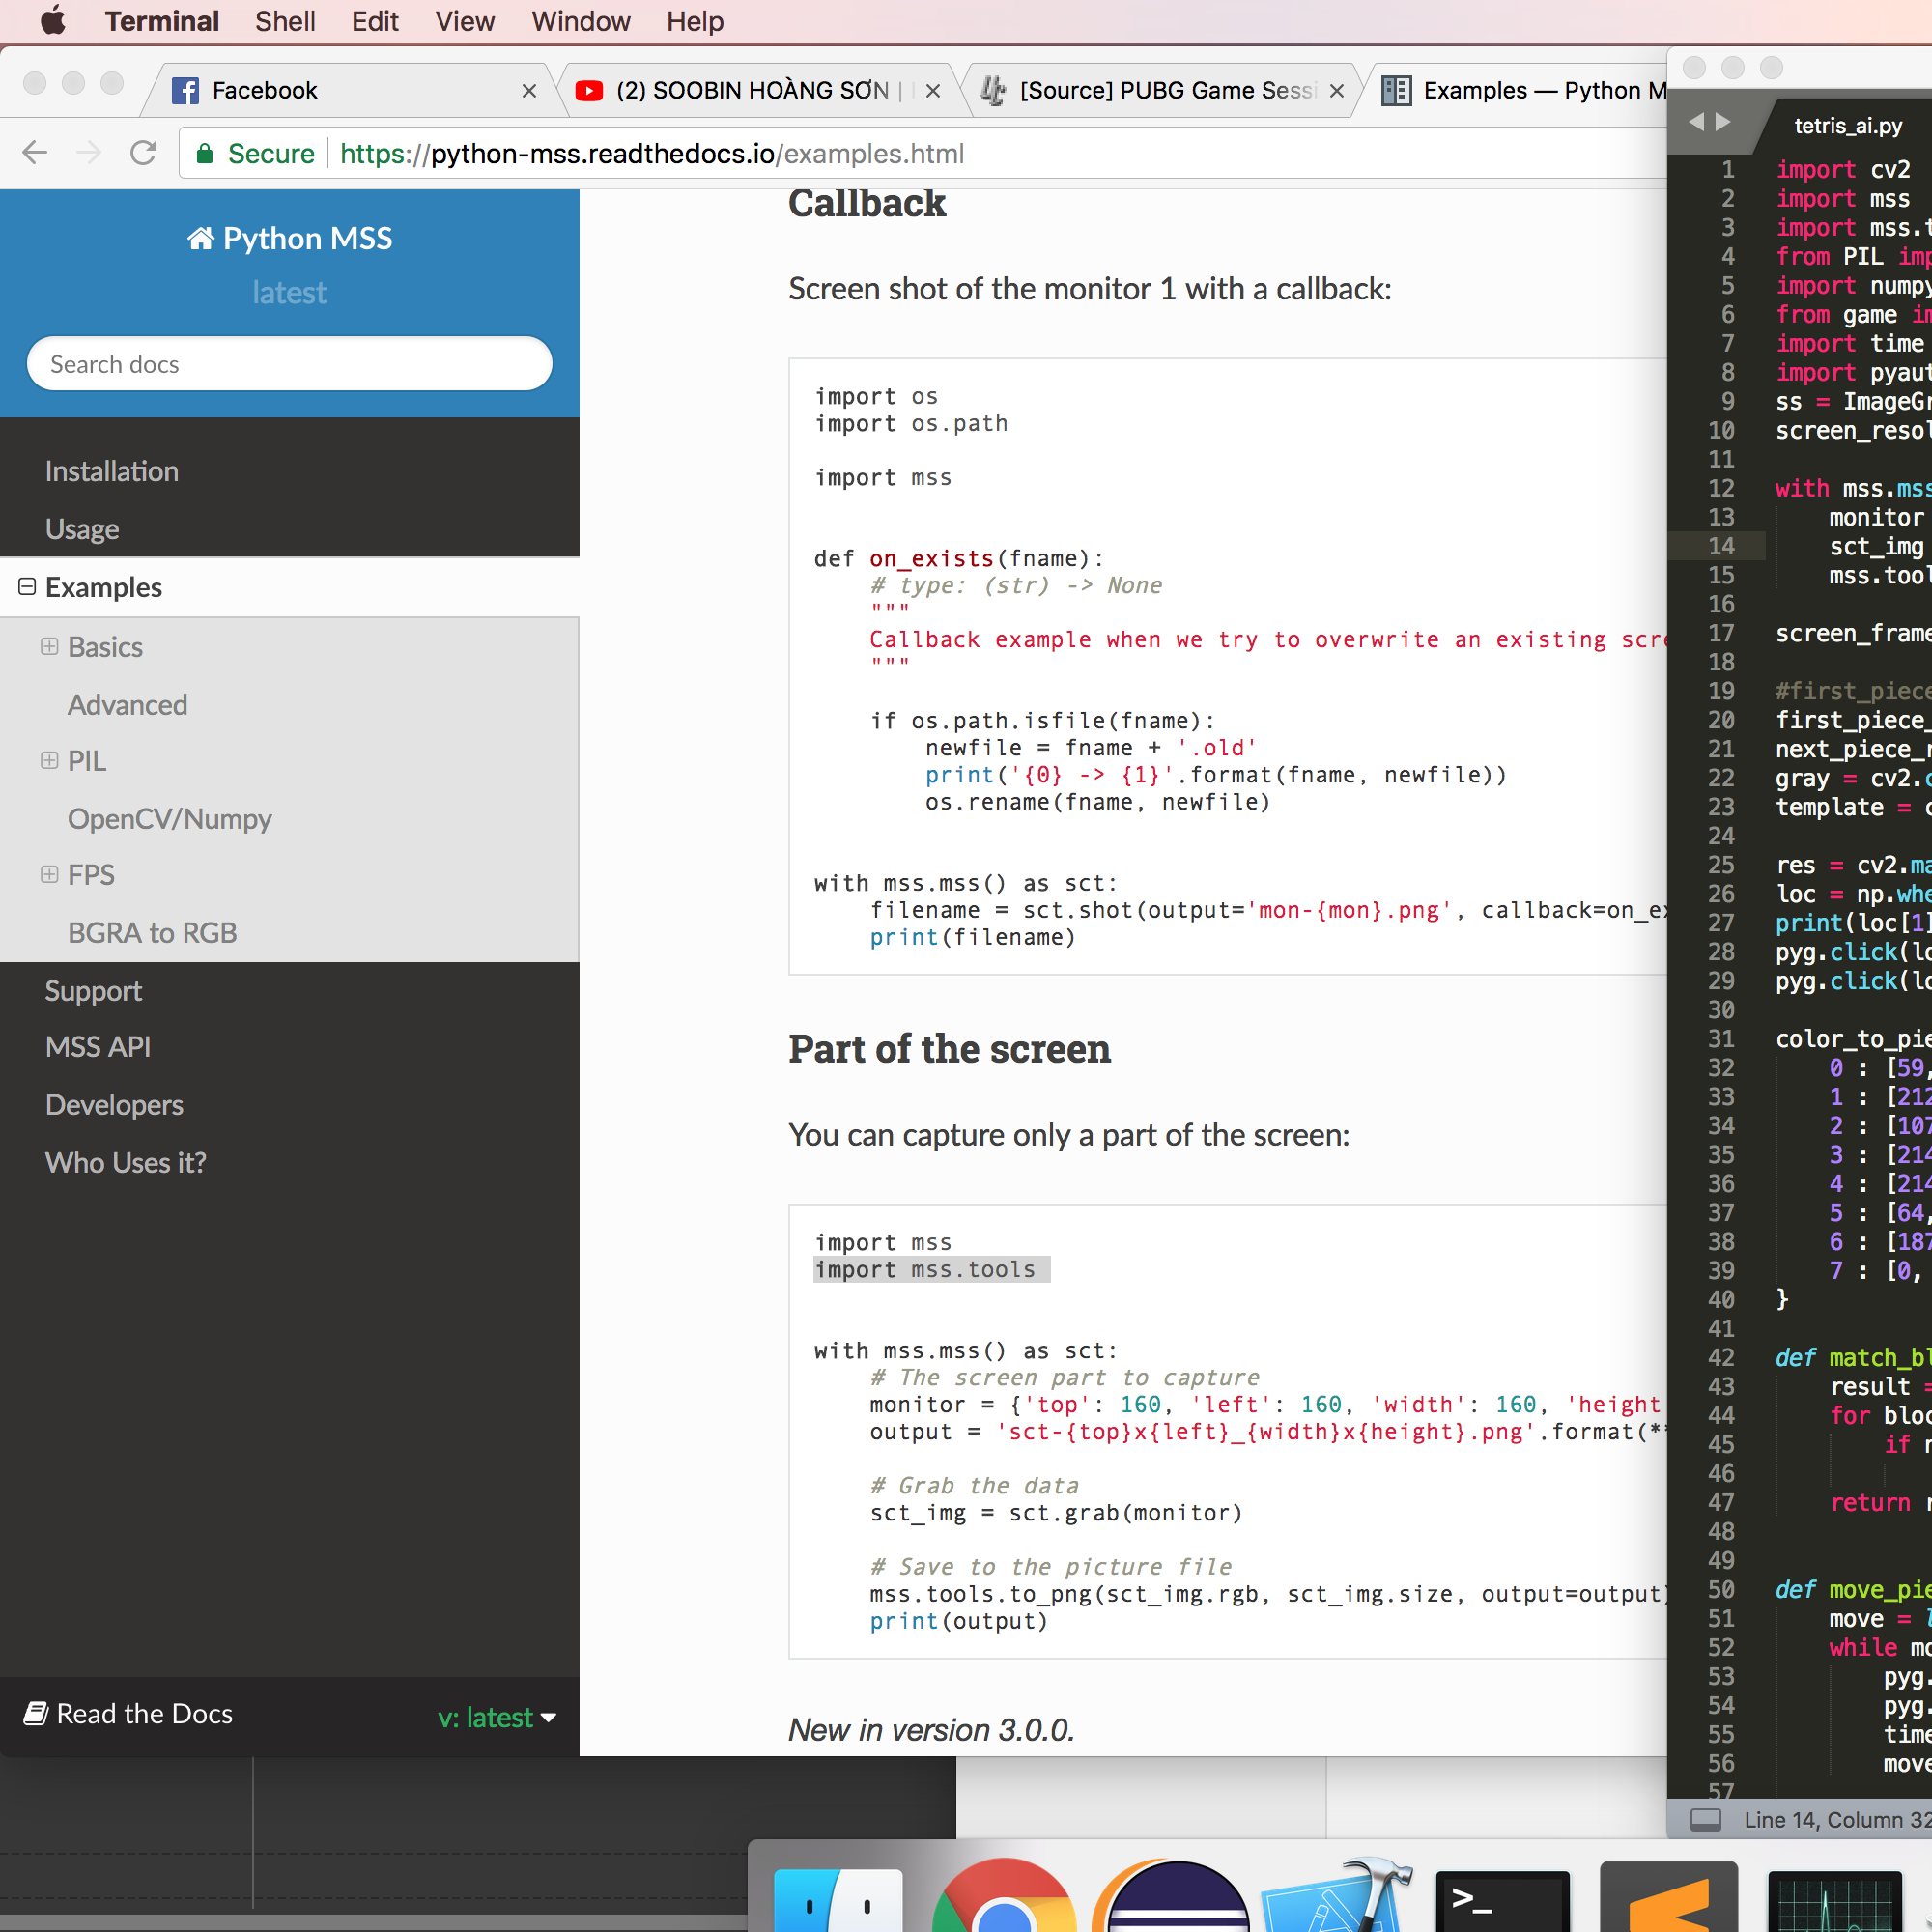 Terminal Shell Edit View Window Help
Facebook
(2) SOOBIN HOÀNG SƠN |
[Source] PUBG Game Sessi
Examples — Python M
Secure https://python-mss.readthedocs.io/examples.html
Python MSS
latest
Search docs
Installation
Usage
Examples
Basics
Advanced
PIL
OpenCV/Numpy
FPS
BGRA to RGB
Support
MSS API
Developers
Who Uses it?
Read the Docs
v: latest
Callback
Screen shot of the monitor 1 with a callback:
import os
import os.path
import mss
def on_exists(fname):
# type: (str) -> None
"""
Callback example when we try to overwrite an existing scre
"""
if os.path.isfile(fname):
newfile = fname + '.old'
print('{0} -> {1}'.format(fname, newfile))
os.rename(fname, newfile)
with mss.mss() as sct:
filename = sct.shot(output='mon-{mon}.png', callback=on_ex
print(filename)
Part of the screen
You can capture only a part of the screen:
import mss
import mss.tools
with mss.mss() as sct:
# The screen part to capture
monitor = {'top': 160, 'left': 160, 'width': 160, 'height
output = 'sct-{top}x{left}_{width}x{height}.png'.format(**
# Grab the data
sct_img = sct.grab(monitor)
# Save to the picture file
mss.tools.to_png(sct_img.rgb, sct_img.size, output=output)
print(output)
New in version 3.0.0.
tetris_ai.py
1 import cv2
2 import mss
3 import mss.t
4 from PIL imp
5 import numpy
6 from game im
7 import time
8 import pyaut
9 ss = ImageGr
10 screen_resol
11
12 with mss.mss
13 monitor
14 sct_img
15 mss.tool
16
17 screen_frame
18
19 #first_piece
20 first_piece_
21 next_piece_r
22 gray = cv2.c
23 template = c
24
25 res = cv2.ma
26 loc = np.whe
27 print(loc[1]
28 pyg.click(lo
29 pyg.click(lo
30
31 color_to_pie
32 0 : [59,
33 1 : [212
34 2 : [107
35 3 : [214
36 4 : [214
37 5 : [64,
38 6 : [187
39 7 : [0,
40 }
41
42 def match_bl
43 result =
44 for bloc
45 if r
46
47 return r
48
49
50 def move_pie
51 move = l
52 while mo
53 pyg.
54 pyg.
55 time
56 move
57
Line 14, Column 32
>_